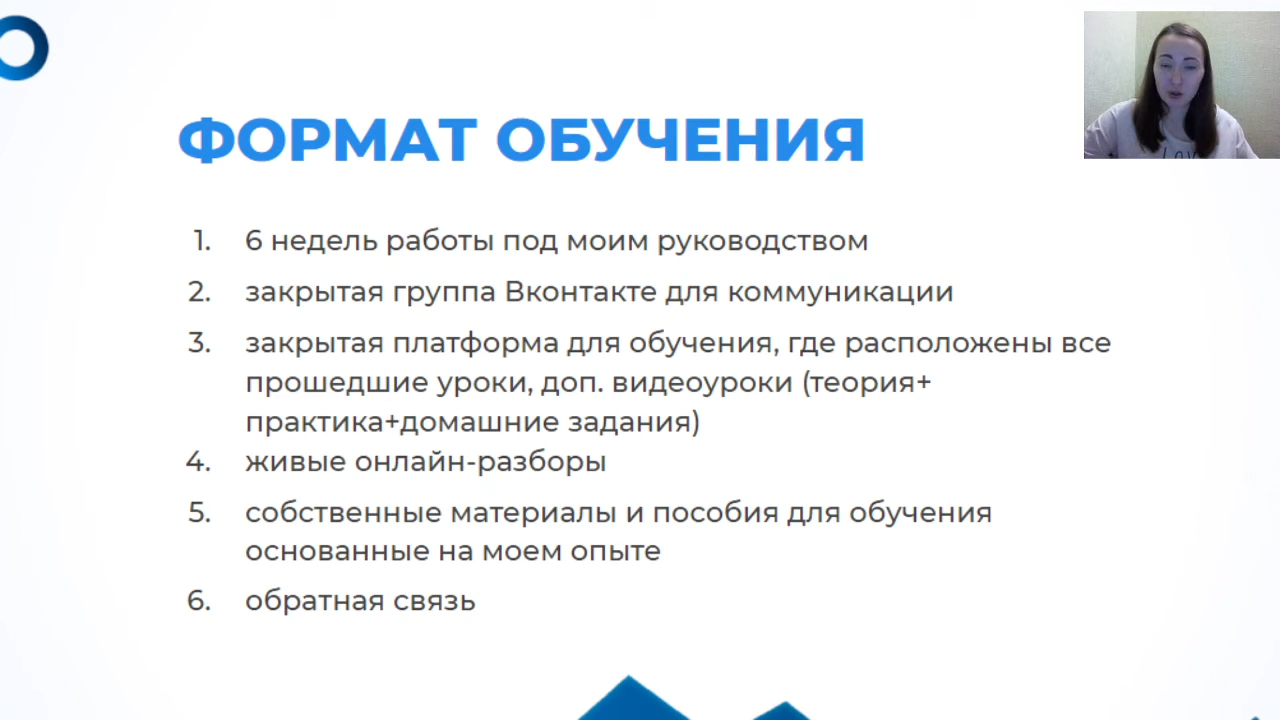 ФОРМАТ ОБУЧЕНИЯ
1. 6 недель работы под моим руководством
2. закрытая группа Вконтакте для коммуникации
3. закрытая платформа для обучения, где расположены все
прошедшие уроки, доп. видеоуроки (теория+
практика+домашние задания)
4. живые онлайн-разборы
5. собственные материалы и пособия для обучения
основанные на моем опыте
6. обратная связь